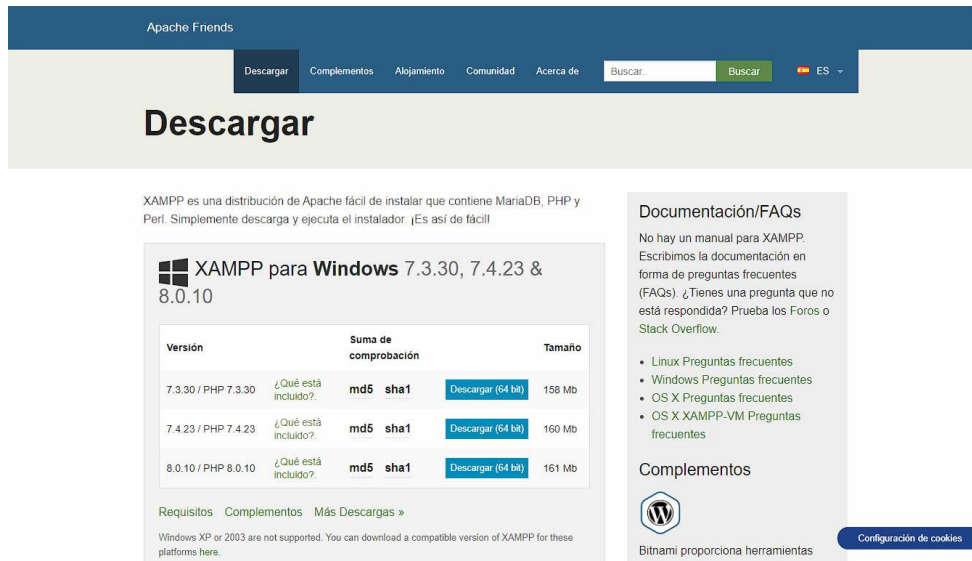 Apache Friends
Descargar Complementos Alojamiento Comunidad Acerca de Buscar.. Buscar ES
Descargar
XAMPP es una distribución de Apache fácil de instalar que contiene MariaDB, PHP y
Perl. Simplemente descarga y ejecuta el instalador. ¡Es así de fácil!
XAMPP para Windows 7.3.30, 7.4.23 &
8.0.10
Versión Suma de comprobación Tamaño
7.3.30 / PHP 7.3.30 ¿Qué está incluido?. md5 sha1 Descargar (64 bit) 158 Mb
7.4.23 / PHP 7.4.23 ¿Qué está incluido?. md5 sha1 Descargar (64 bit) 160 Mb
8.0.10 / PHP 8.0.10 ¿Qué está incluido?. md5 sha1 Descargar (64 bit) 161 Mb
Requisitos Complementos Más Descargas »
Windows XP or 2003 are not supported. You can download a compatible version of XAMPP for these
platforms here.
Documentación/FAQs
No hay un manual para XAMPP.
Escribimos la documentación en
forma de preguntas frecuentes
(FAQs). ¿Tienes una pregunta que no
está respondida? Prueba los Foros o
Stack Overflow.
• Linux Preguntas frecuentes
• Windows Preguntas frecuentes
• OS X Preguntas frecuentes
• OS X XAMPP-VM Preguntas
frecuentes
Complementos
Bitnami proporciona herramientas
Configuración de cookies